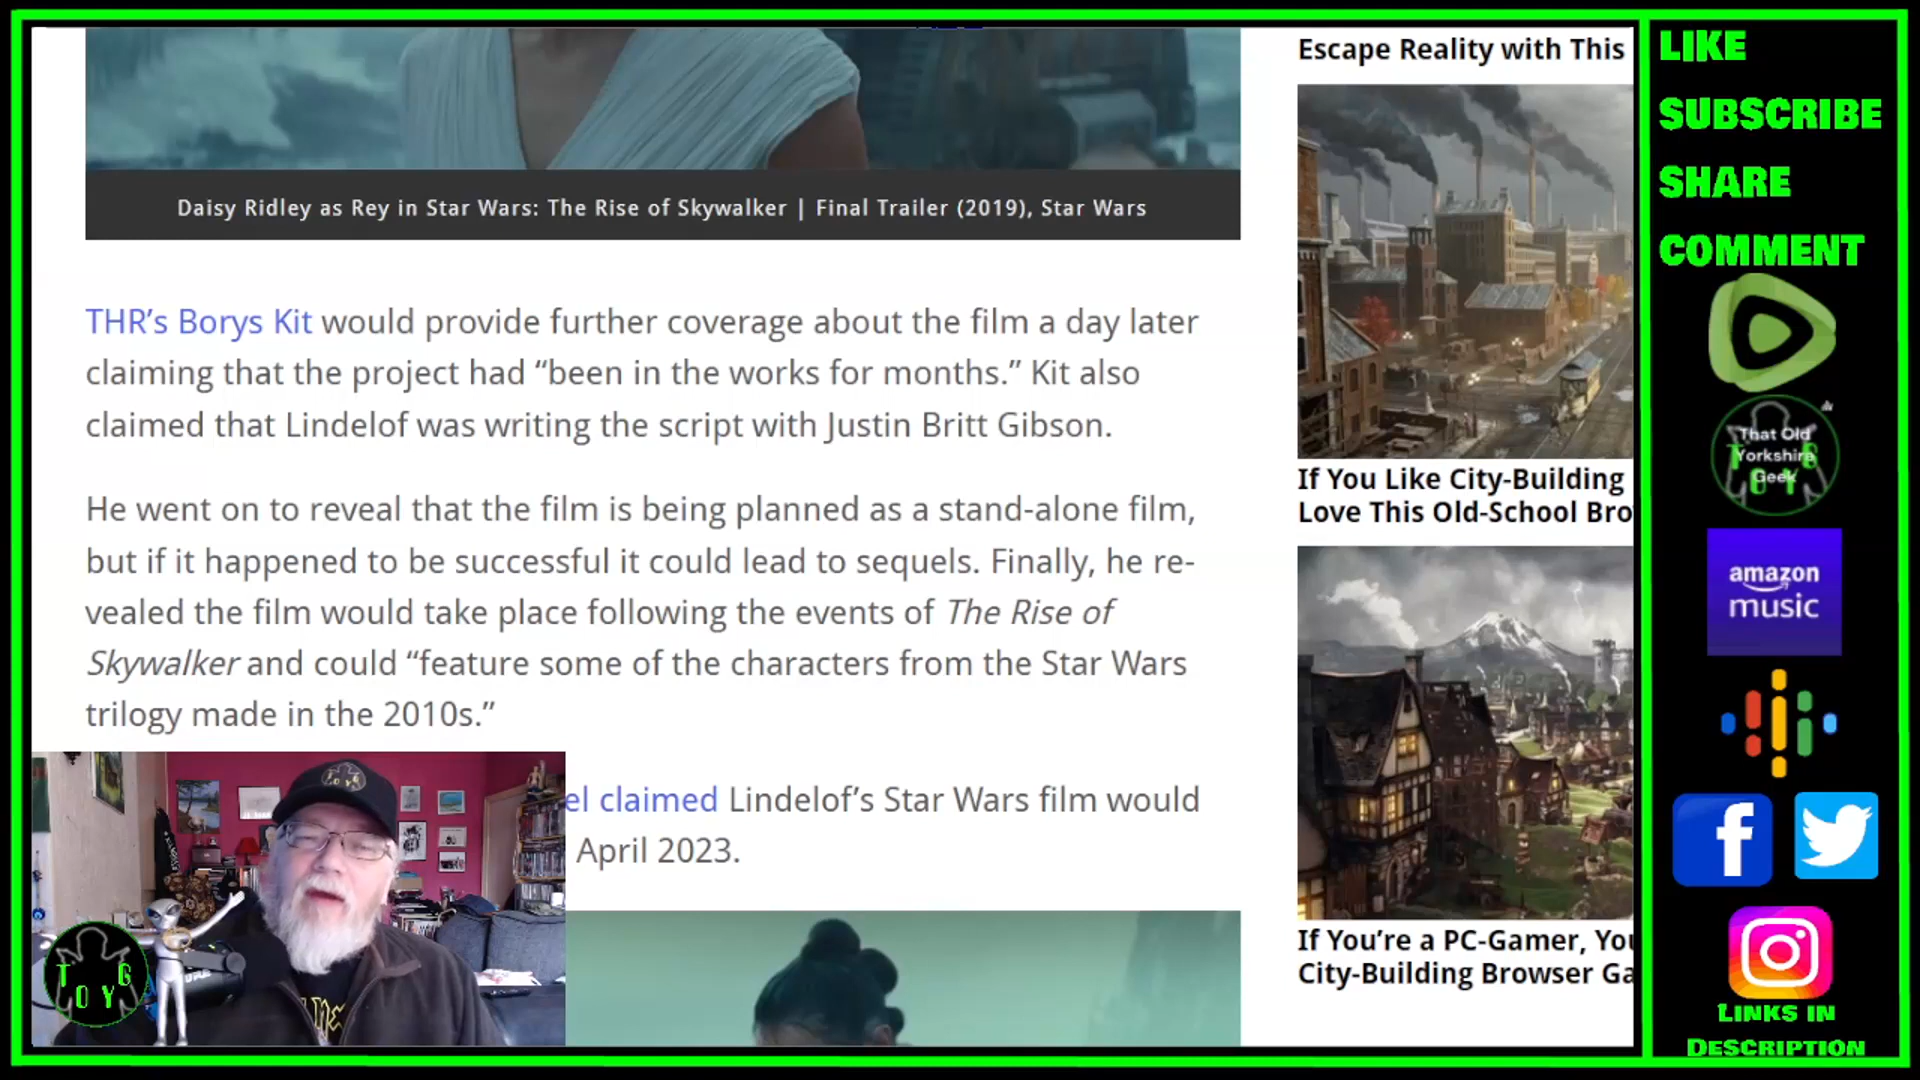 Daisy Ridley as Rey in Star Wars: The Rise of Skywalker | Final Trailer (2019), Star Wars
THR’s Borys Kit would provide further coverage about the film a day later
claiming that the project had “been in the works for months.” Kit also
claimed that Lindelof was writing the script with Justin Britt Gibson.
He went on to reveal that the film is being planned as a stand-alone film,
but if it happened to be successful it could lead to sequels. Finally, he re-
vealed the film would take place following the events of The Rise of
Skywalker and could “feature some of the characters from the Star Wars
trilogy made in the 2010s.”
el claimed Lindelof’s Star Wars film would
April 2023.
TOYG
TOYG
Escape Reality with This
If You Like City-Building
Love This Old-School Bro
If You’re a PC-Gamer, You
City-Building Browser Ga
LIKE
SUBSCRIBE
SHARE
COMMENT
That Old
Yorkshire
Geek
TOYG
amazon
music
LINKS IN
DESCRIPTION